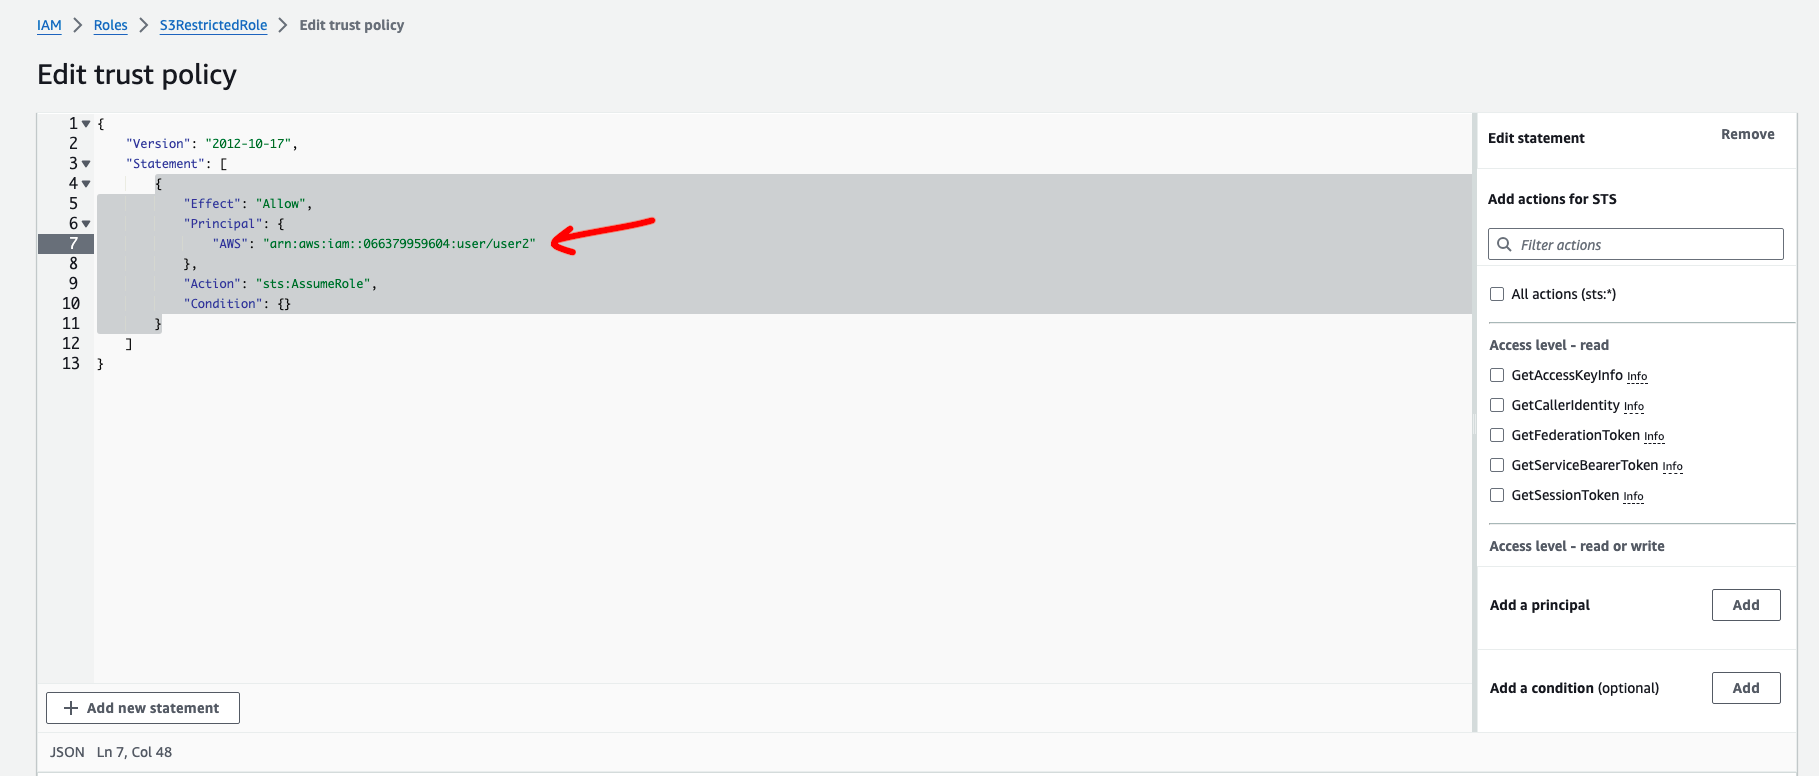 IAM > Roles > S3RestrictedRole > Edit trust policy
Edit trust policy
1 {
2 "Version": "2012-10-17",
3 "Statement": [
4 {
5 "Effect": "Allow",
6 "Principal": {
7 "AWS": "arn:aws:iam::066379959604:user/user2"
8 },
9 "Action": "sts:AssumeRole",
10 "Condition": {}
11 }
12 ]
13 }
+ Add new statement
JSON Ln 7, Col 48
Edit statement Remove
Add actions for STS
Filter actions
All actions (sts:*)
Access level - read
GetAccessKeyInfo Info
GetCallerIdentity Info
GetFederationToken Info
GetServiceBearerToken Info
GetSessionToken Info
Access level - read or write
Add a principal Add
Add a condition (optional) Add